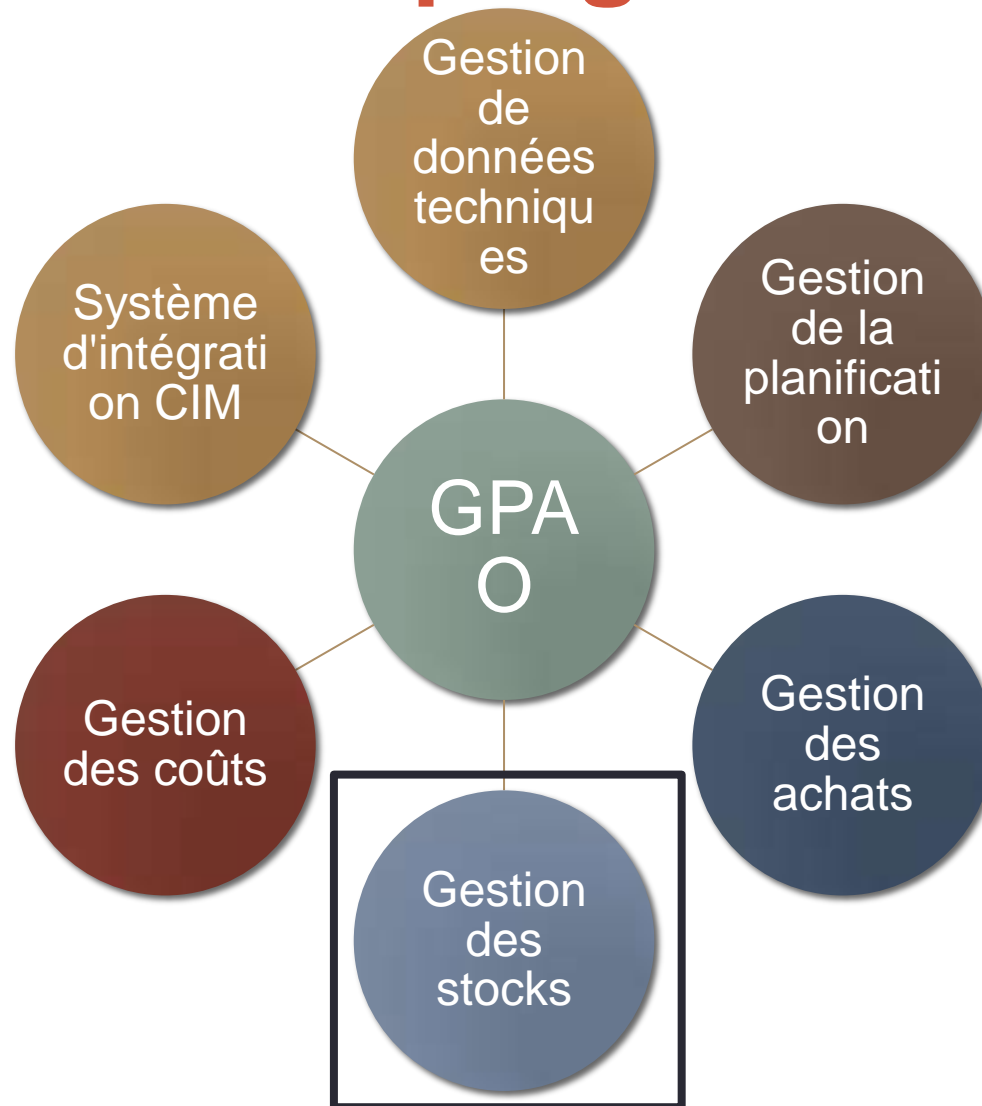 Gestion
de
données
techniqu
es
Système
d'intégrati
on CIM
Gestion
de la
planificati
on
GPA
O
Gestion
des coûts
Gestion
des
achats
Gestion
des
stocks